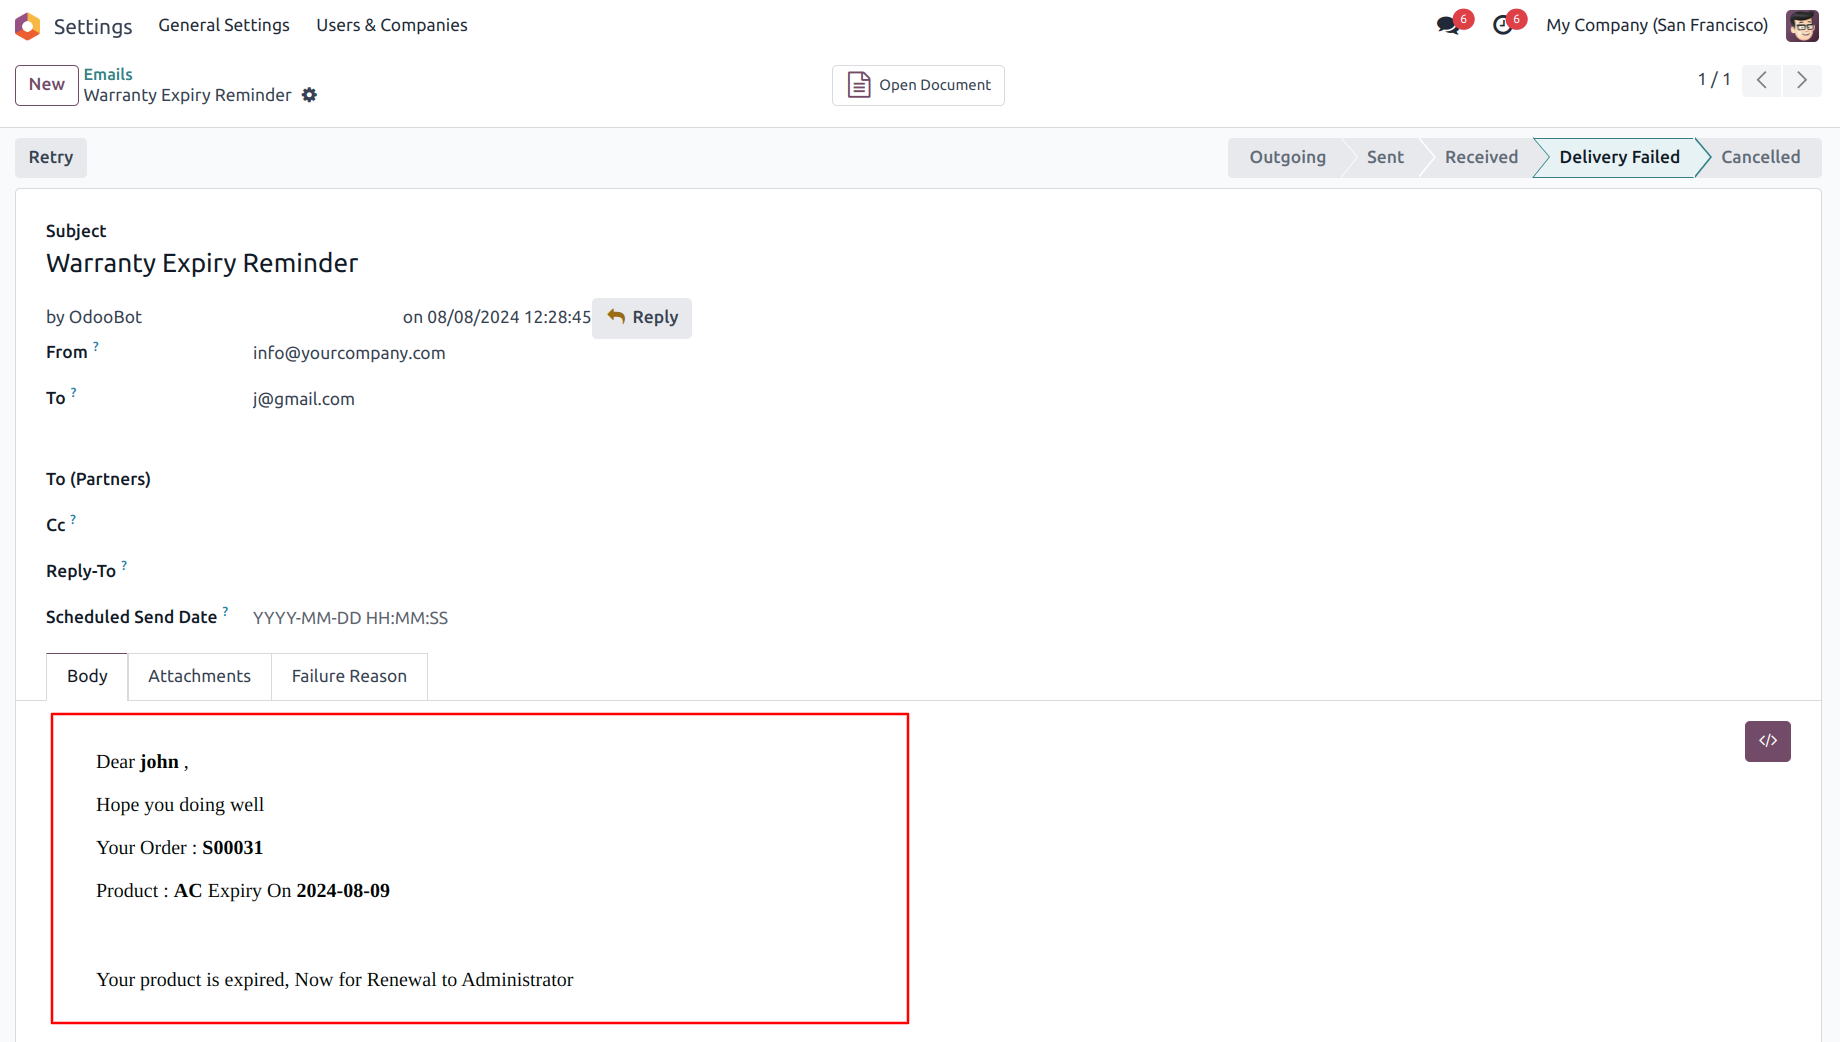 Settings General Settings Users & Companies 6 6 My Company (San Francisco)
New Emails
Warranty Expiry Reminder
Open Document
1 / 1
Retry
Outgoing Sent Received Delivery Failed Cancelled
Subject
Warranty Expiry Reminder
by OdooBot on 08/08/2024 12:28:45 Reply
From ? info@yourcompany.com
To ? j@gmail.com
To (Partners)
Cc ?
Reply-To ?
Scheduled Send Date ? YYYY-MM-DD HH:MM:SS
Body Attachments Failure Reason
</>
Dear john ,
Hope you doing well
Your Order : S00031
Product : AC Expiry On 2024-08-09
Your product is expired, Now for Renewal to Administrator